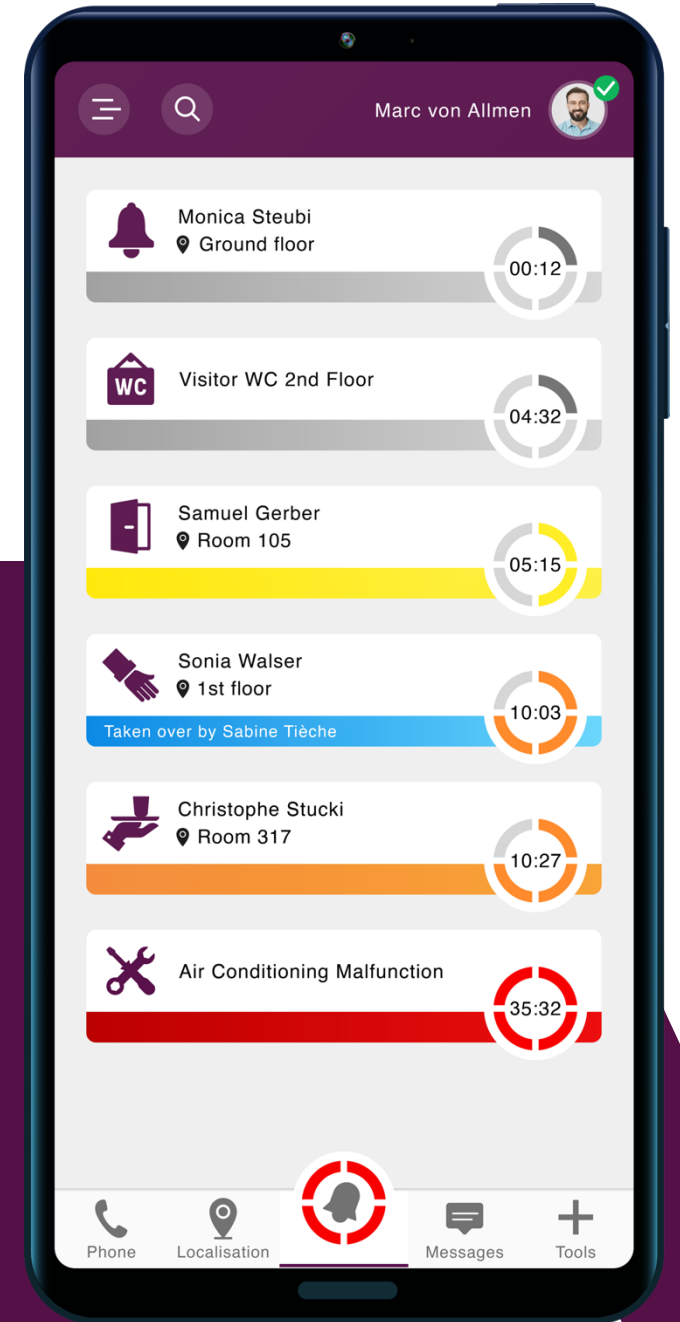 Marc von Allmen
Monica Steubi
Ground floor
00:12
WC
Visitor WC 2nd Floor
04:32
Samuel Gerber
Room 105
05:15
Sonia Walser
1st floor
10:03
Taken over by Sabine Tièche
Christophe Stucki
Room 317
10:27
Air Conditioning Malfunction
35:32
Phone
Localisation
Messages
Tools